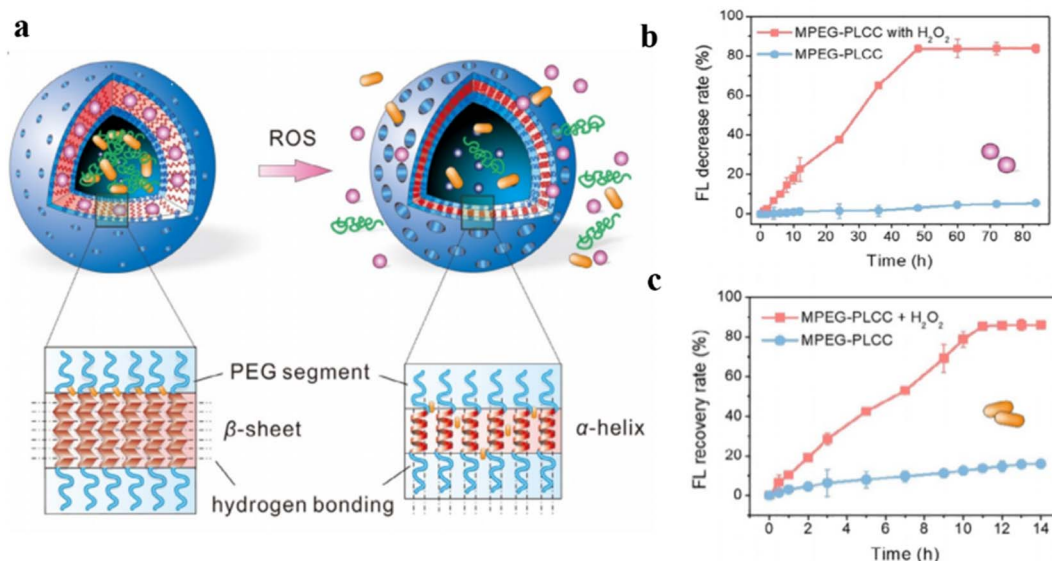 a
ROS
PEG segment
β-sheet
α-helix
hydrogen bonding
b
FL decrease rate (%)
100
80
60
40
20
0
MPEG-PLCC with H₂O₂
MPEG-PLCC
0 10 20 30 40 50 60 70 80
Time (h)
c
FL recovery rate (%)
100
80
60
40
20
0
MPEG-PLCC + H₂O₂
MPEG-PLCC
0 2 4 6 8 10 12 14
Time (h)